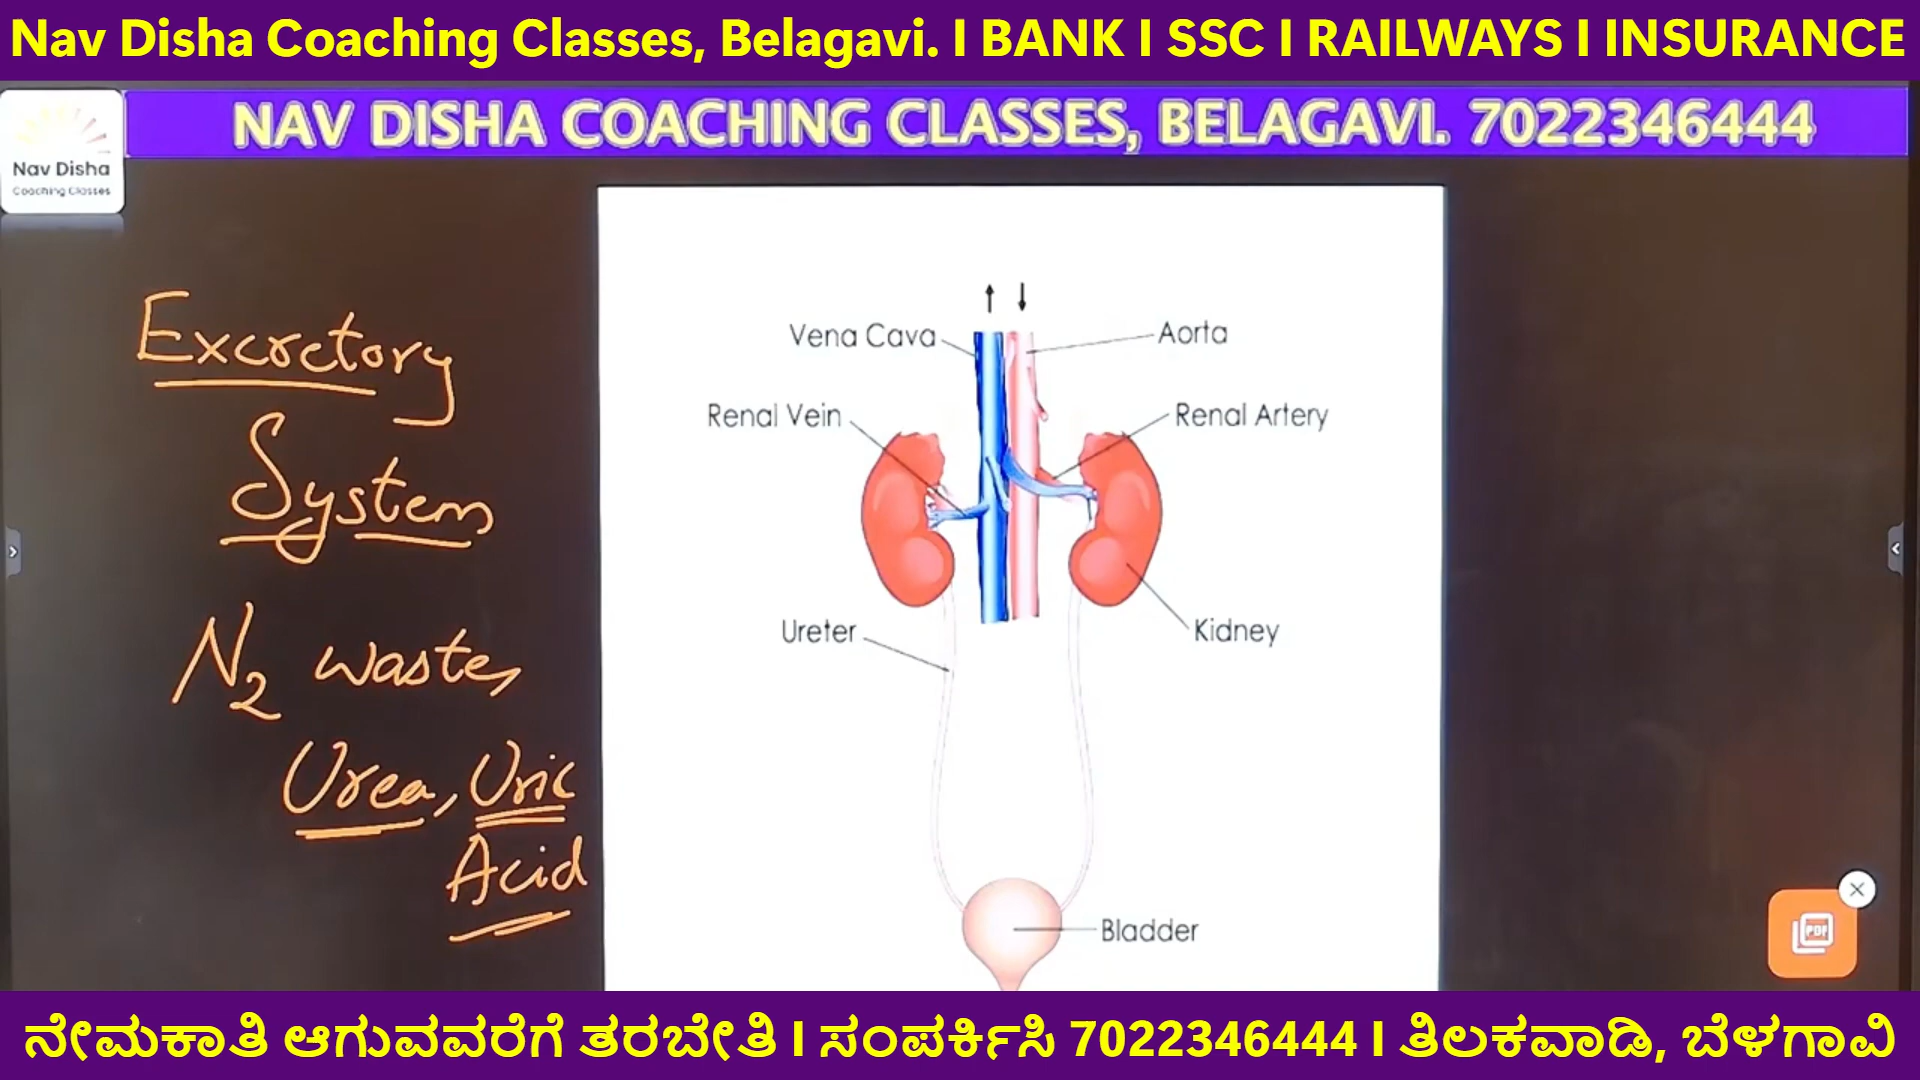 Nav Disha Coaching Classes, Belagavi. I BANK I SSC I RAILWAYS I INSURANCE
NAV DISHA COACHING CLASSES, BELAGAVI. 7022346444
Nav Disha
Coaching Classes
Excretory
System
N2 wastes
Urea, Uric
Acid
Vena Cava
Aorta
Renal Vein
Renal Artery
Ureter
Kidney
Bladder
PDF
ನೇಮಕಾತಿ ಆಗುವವರೆಗೆ ತರಬೇತಿ I ಸಂಪರ್ಕಿಸಿ 7022346444 I ತಿಲಕವಾಡಿ, ಬೆಳಗಾವಿ